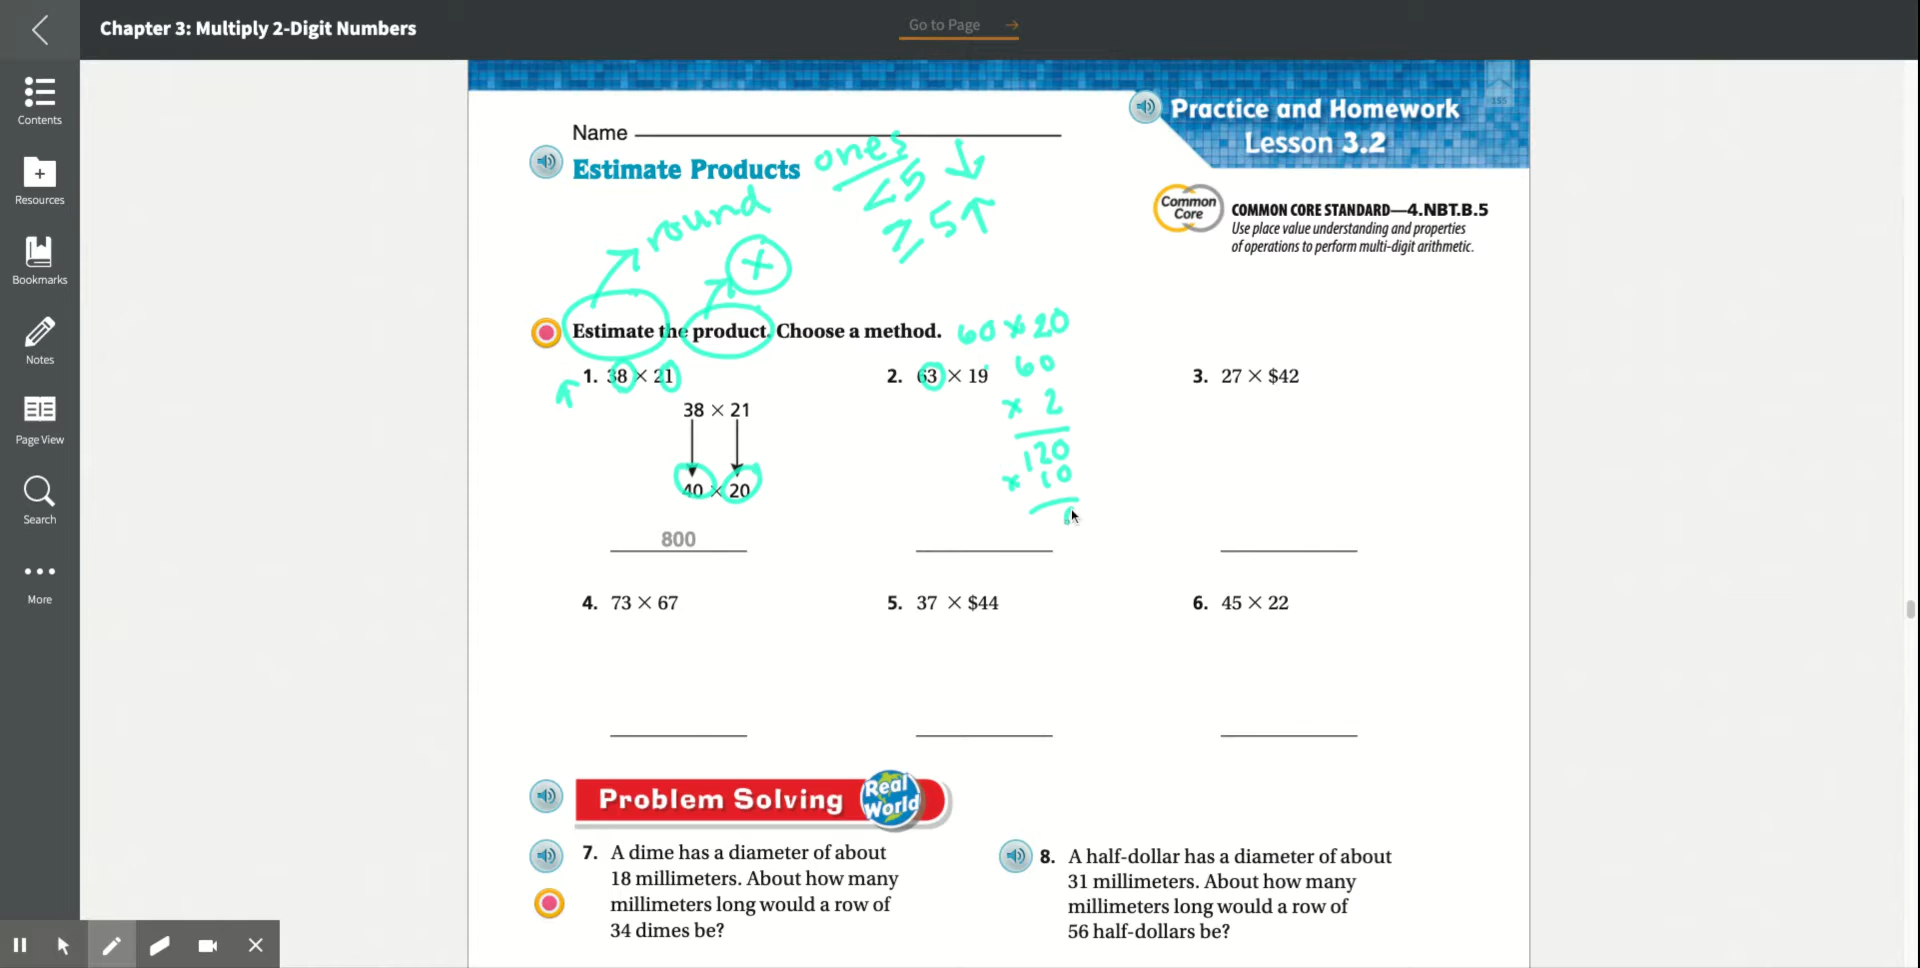 Chapter 3: Multiply 2-Digit Numbers
Go to Page →
Contents
Resources
Bookmarks
Notes
Page View
Search
More
155
Practice and Homework
Lesson 3.2
Name
Estimate Products
ones
<5 ↓
≥ 5↑
round
×
Common Core
COMMON CORE STANDARD—4.NBT.B.5
Use place value understanding and properties
of operations to perform multi-digit arithmetic.
Estimate the product. Choose a method.
60 × 20
1. 38 × 21
38 × 21
40 × 20
800
2. 63 × 19
60
× 2
120
× 10
3. 27 × $42
4. 73 × 67
5. 37 × $44
6. 45 × 22
Problem Solving
Real World
7. A dime has a diameter of about
18 millimeters. About how many
millimeters long would a row of
34 dimes be?
8. A half-dollar has a diameter of about
31 millimeters. About how many
millimeters long would a row of
56 half-dollars be?